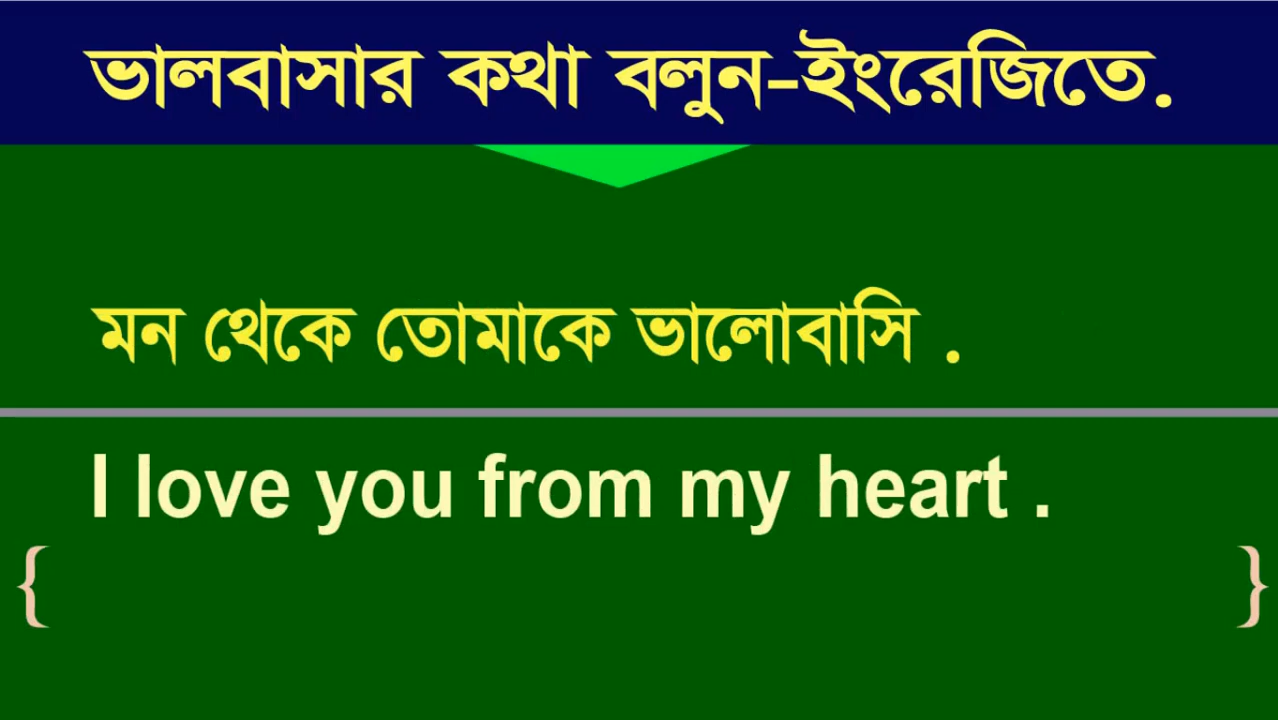 ভালবাসার কথা বলুন-ইংরেজিতে.
মন থেকে তোমাকে ভালোবাসি .
I love you from my heart .
{ }